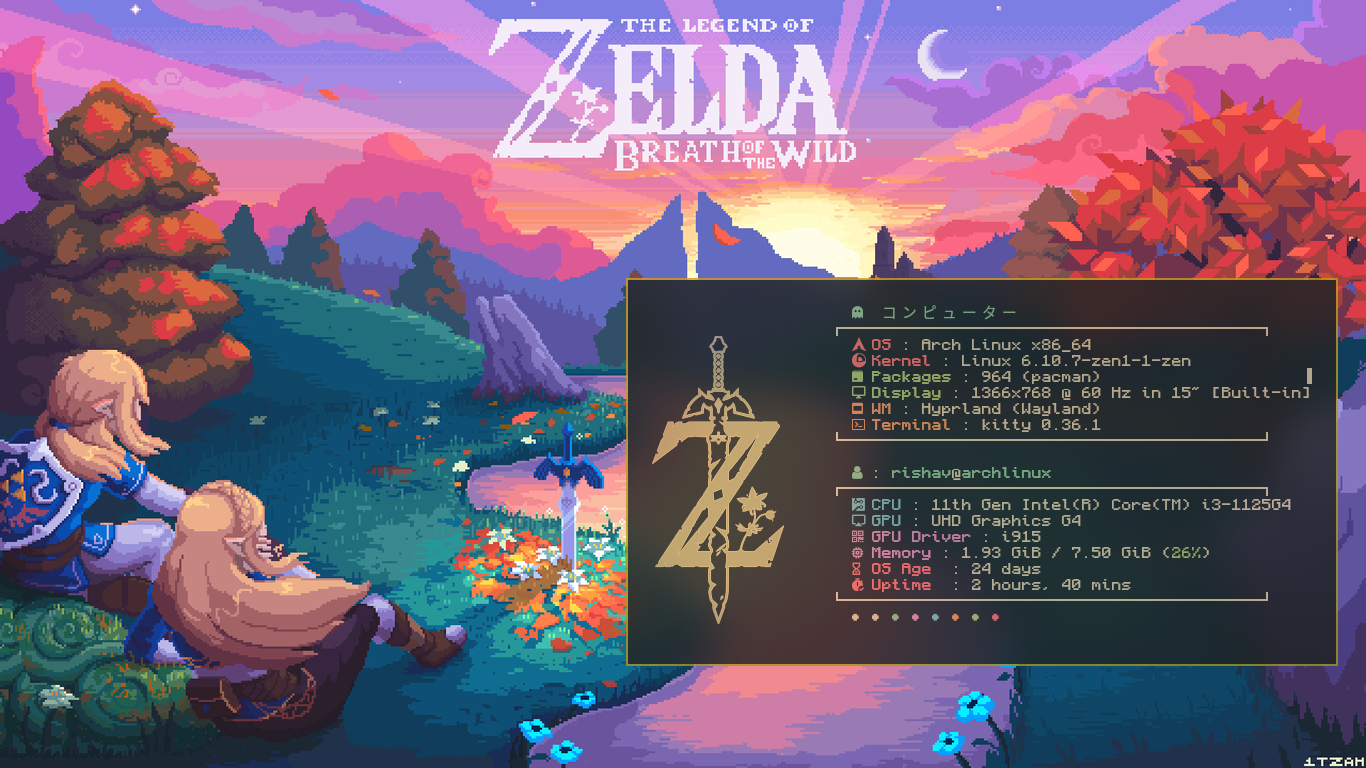 THE LEGEND OF
ZELDA
BREATH OF THE WILD
コンピューター
OS : Arch Linux x86_64
Kernel : Linux 6.10.7-zen1-1-zen
Packages : 964 (pacman)
Display : 1366x768 @ 60 Hz in 15″ [Built-in]
WM : Hyprland (Wayland)
Terminal : kitty 0.36.1
: rishav@archlinux
CPU : 11th Gen Intel(R) Core(TM) i3-1125G4
GPU : UHD Graphics G4
GPU Driver : i915
Memory : 1.93 GiB / 7.50 GiB (26%)
OS Age : 24 days
Uptime : 2 hours, 40 mins
Z
1TZAH